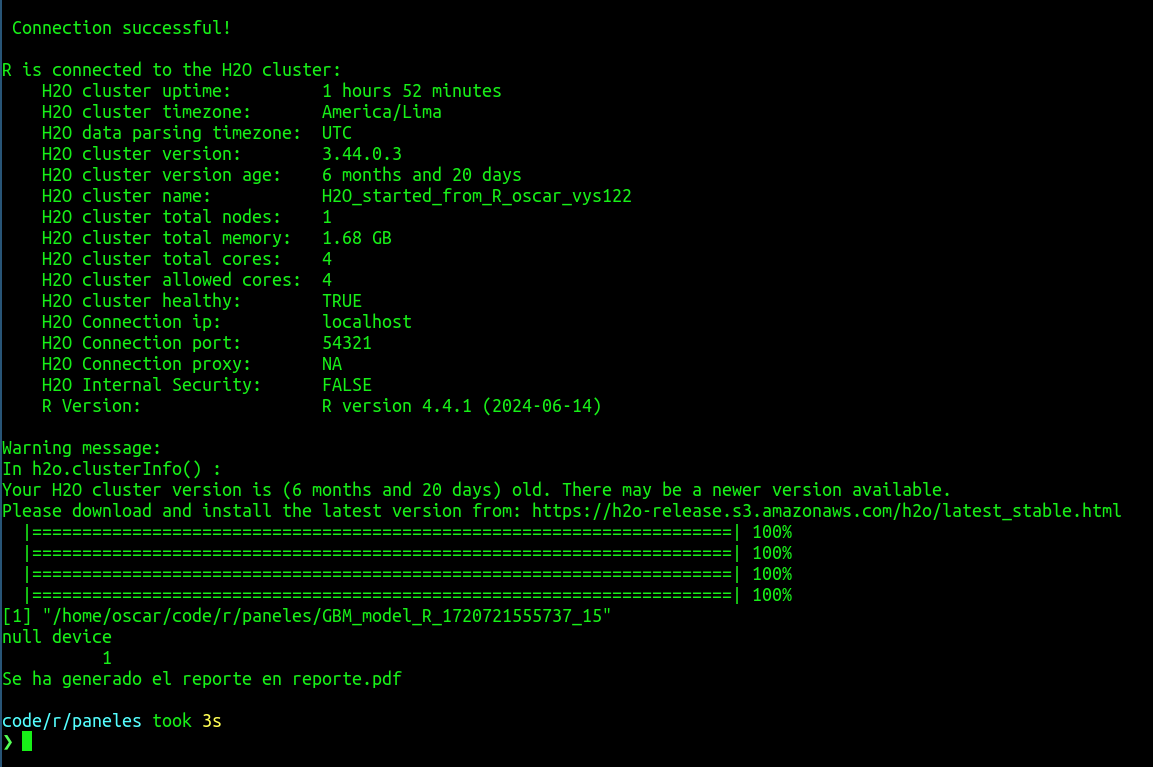 Connection successful!
R is connected to the H2O cluster:
H2O cluster uptime: 1 hours 52 minutes
H2O cluster timezone: America/Lima
H2O data parsing timezone: UTC
H2O cluster version: 3.44.0.3
H2O cluster version age: 6 months and 20 days
H2O cluster name: H2O_started_from_R_oscar_vys122
H2O cluster total nodes: 1
H2O cluster total memory: 1.68 GB
H2O cluster total cores: 4
H2O cluster allowed cores: 4
H2O cluster healthy: TRUE
H2O Connection ip: localhost
H2O Connection port: 54321
H2O Connection proxy: NA
H2O Internal Security: FALSE
R Version: R version 4.4.1 (2024-06-14)
Warning message:
In h2o.clusterInfo() :
Your H2O cluster version is (6 months and 20 days) old. There may be a newer version available.
Please download and install the latest version from: https://h2o-release.s3.amazonaws.com/h2o/latest_stable.html
|======================================================================| 100%
|======================================================================| 100%
|======================================================================| 100%
|======================================================================| 100%
[1] "/home/oscar/code/r/paneles/GBM_model_R_1720721555737_15"
null device
1
Se ha generado el reporte en reporte.pdf
code/r/paneles took 3s
❯